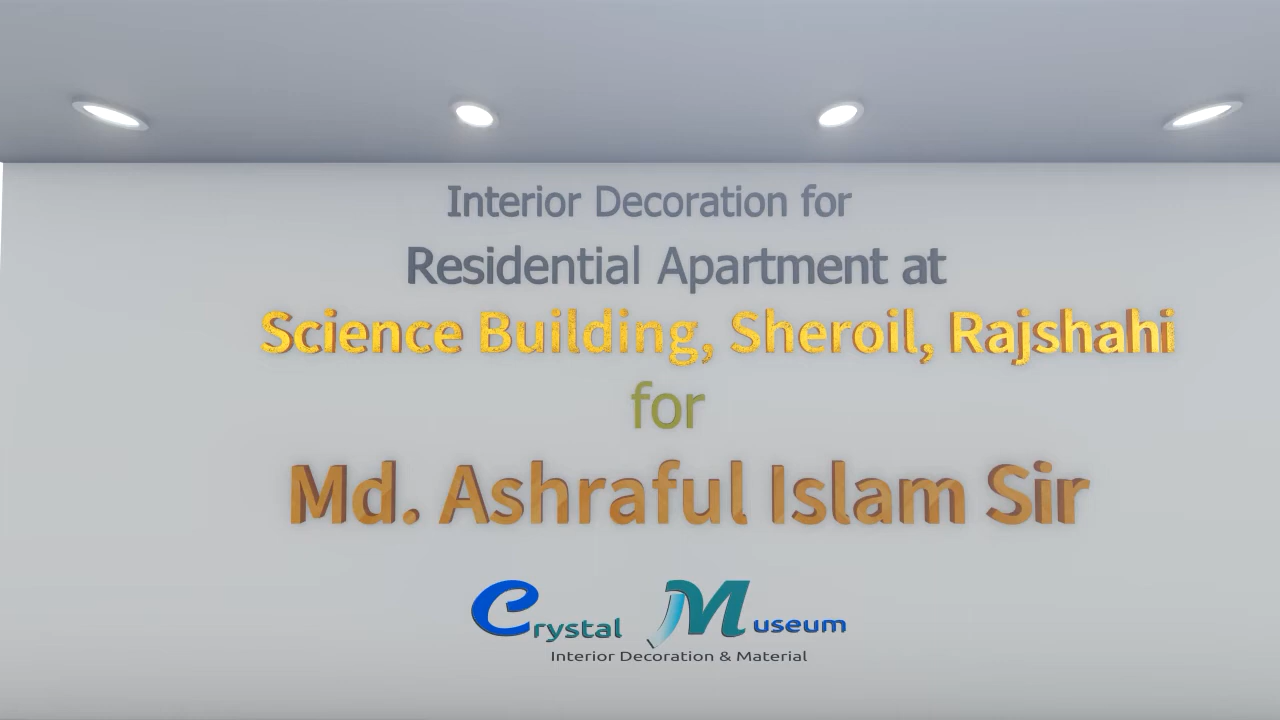 Interior Decoration for
Residential Apartment at
Science Building, Sheroil, Rajshahi
for
Md. Ashraful Islam Sir
Crystal Museum
Interior Decoration & Material